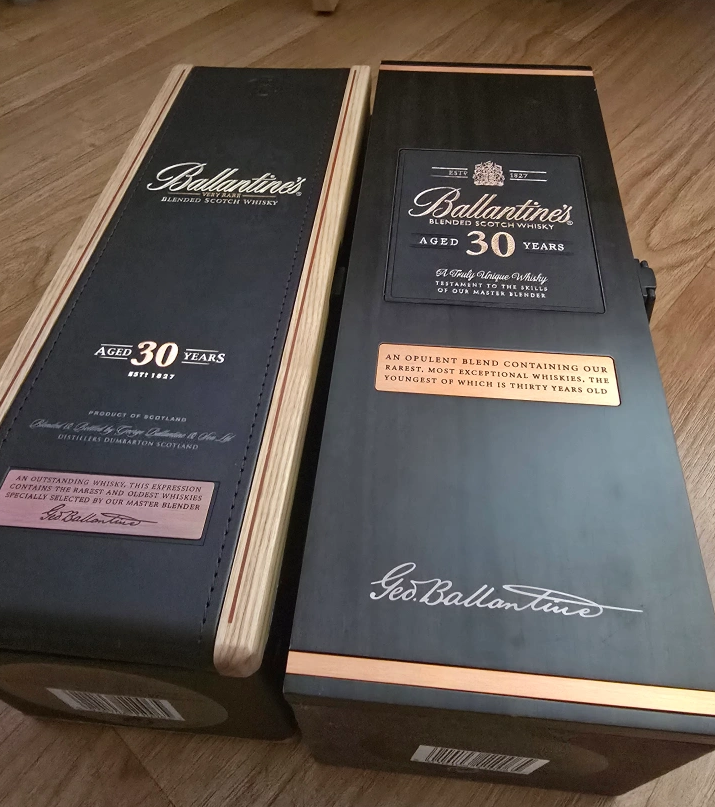 Ballantine's®
VERY RARE
BLENDED SCOTCH WHISKY
AGED 30 YEARS
ESTD 1827
PRODUCT OF SCOTLAND
Blended & Bottled by George Ballantine & Son Ltd
DISTILLERS DUMBARTON SCOTLAND
AN OUTSTANDING WHISKY, THIS EXPRESSION
CONTAINS THE RAREST AND OLDEST WHISKIES
SPECIALLY SELECTED BY OUR MASTER BLENDER
Geo Ballantine
ESTD 1827
Ballantine's®
BLENDED SCOTCH WHISKY
AGED 30 YEARS
A Truly Unique Whisky
TESTAMENT TO THE SKILLS
OF OUR MASTER BLENDER
AN OPULENT BLEND CONTAINING OUR
RAREST, MOST EXCEPTIONAL WHISKIES, THE
YOUNGEST OF WHICH IS THIRTY YEARS OLD
Geo. Ballantine